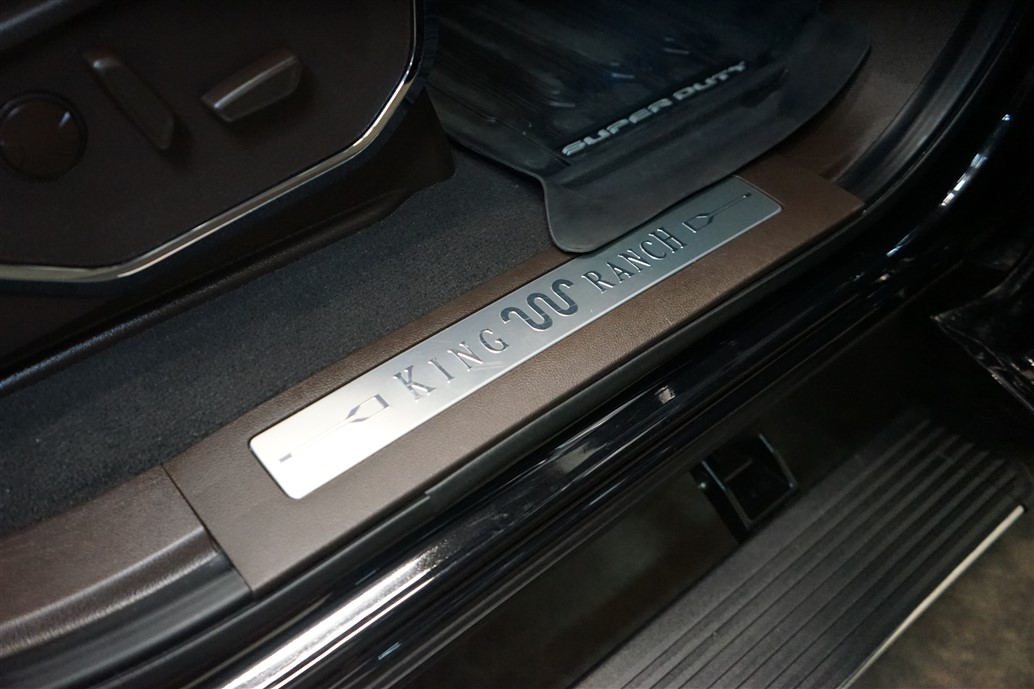 SUPER DUTY
KING RANCH